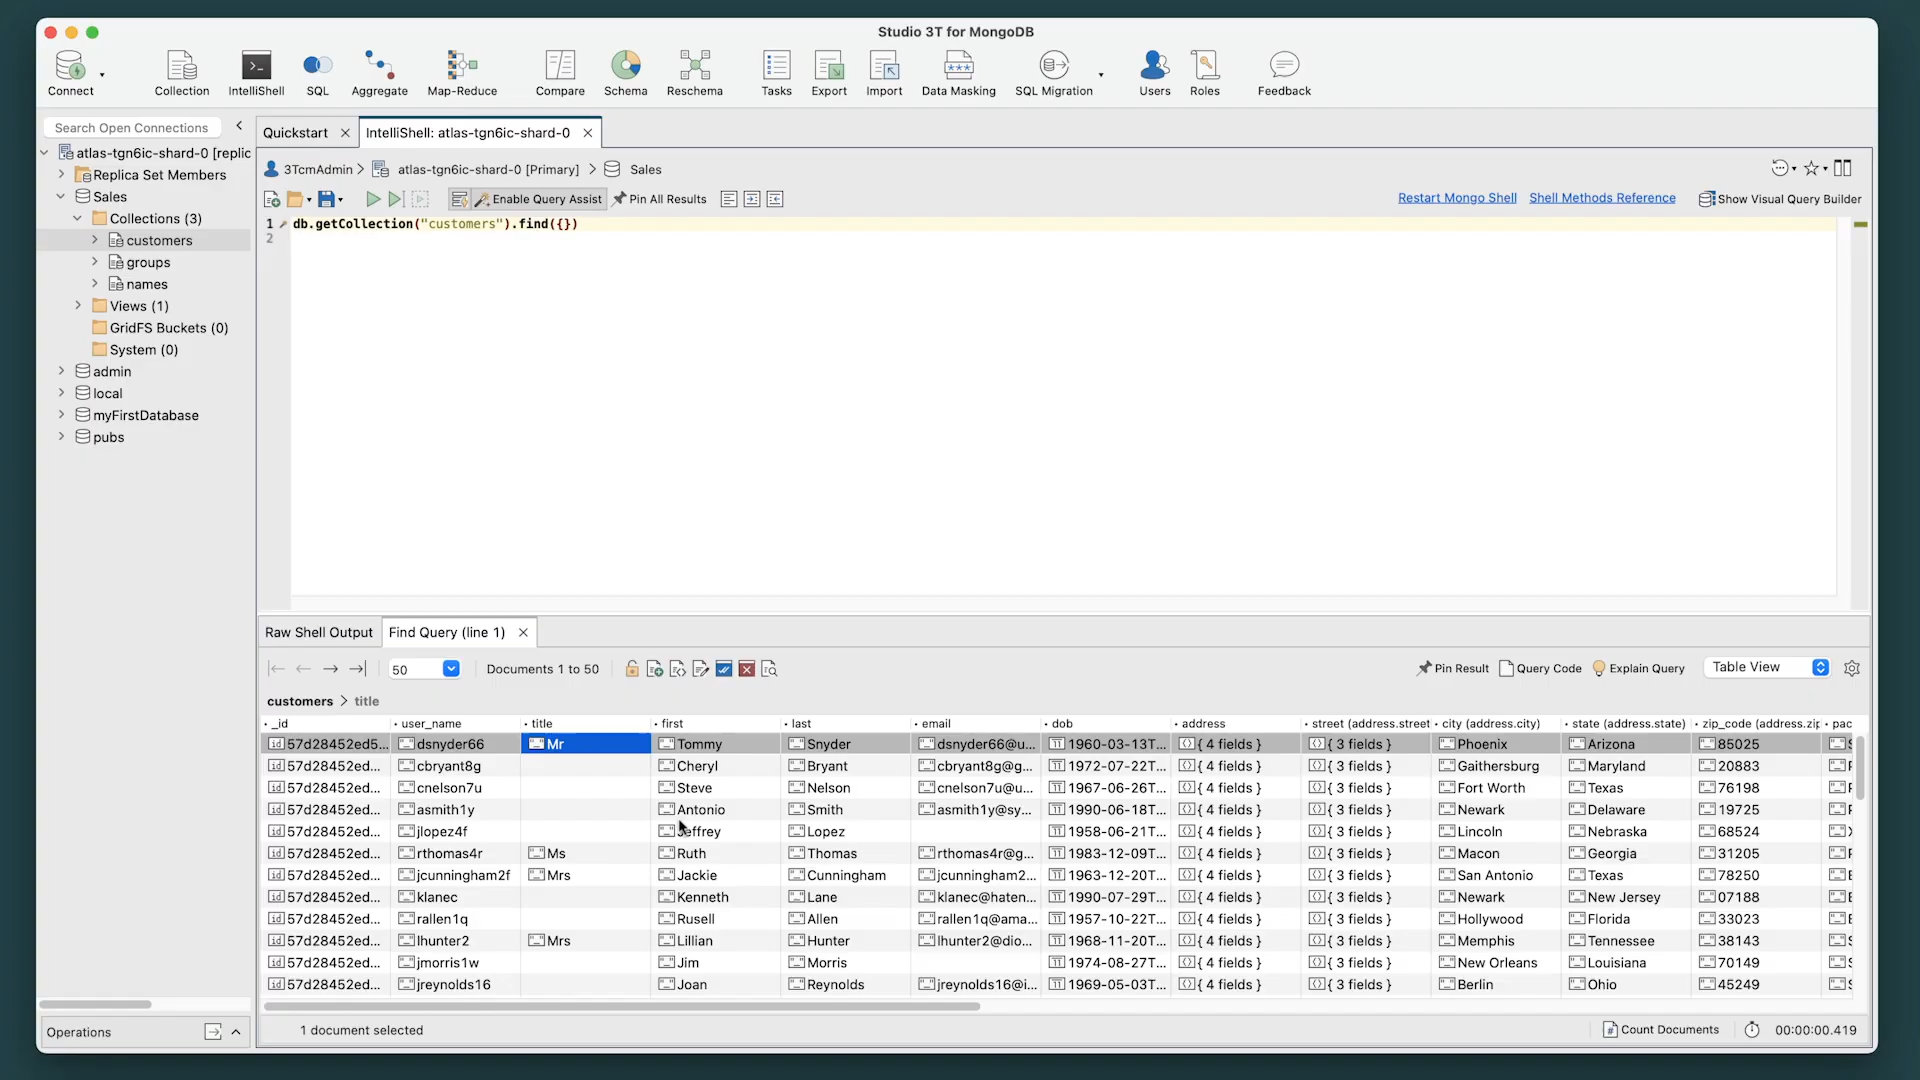 Studio 3T for MongoDB
Connect Collection IntelliShell SQL Aggregate Map-Reduce Compare Schema Reschema Tasks Export Import Data Masking SQL Migration Users Roles Feedback
Search Open Connections
atlas-tgn6ic-shard-0 [replic
Replica Set Members
Sales
Collections (3)
customers
groups
names
Views (1)
GridFS Buckets (0)
System (0)
admin
local
myFirstDatabase
pubs
Operations
Quickstart IntelliShell: atlas-tgn6ic-shard-0
3TcmAdmin > atlas-tgn6ic-shard-0 [Primary] > Sales
Enable Query Assist Pin All Results Restart Mongo Shell Shell Methods Reference Show Visual Query Builder
1 db.getCollection("customers").find({})
2
Raw Shell Output Find Query (line 1)
50 Documents 1 to 50 Pin Result Query Code Explain Query Table View
customers > title
_id user_name title first last email dob address street (address.street city (address.city) state (address.state) zip_code (address.zip pac
57d28452ed5... dsnyder66 Mr Tommy Snyder dsnyder66@u... 1960-03-13T... { 4 fields } { 3 fields } Phoenix Arizona 85025
57d28452ed... cbryant8g Cheryl Bryant cbryant8g@g... 1972-07-22T... { 4 fields } { 3 fields } Gaithersburg Maryland 20883
57d28452ed... cnelson7u Steve Nelson cnelson7u@u... 1967-06-26T... { 4 fields } { 3 fields } Fort Worth Texas 76198
57d28452ed... asmith1y Antonio Smith asmith1y@sy... 1990-06-18T... { 4 fields } { 3 fields } Newark Delaware 19725
57d28452ed... jlopez4f Jeffrey Lopez 1958-06-21T... { 4 fields } { 3 fields } Lincoln Nebraska 68524
57d28452ed... rthomas4r Ms Ruth Thomas rthomas4r@g... 1983-12-09T... { 4 fields } { 3 fields } Macon Georgia 31205
57d28452ed... jcunningham2f Mrs Jackie Cunningham jcunningham2... 1963-12-20T... { 4 fields } { 3 fields } San Antonio Texas 78250
57d28452ed... klanec Kenneth Lane klanec@haten... 1990-07-29T... { 4 fields } { 3 fields } Newark New Jersey 07188
57d28452ed... rallen1q Rusell Allen rallen1q@ama... 1957-10-22T... { 4 fields } { 3 fields } Hollywood Florida 33023
57d28452ed... lhunter2 Mrs Lillian Hunter lhunter2@dio... 1968-11-20T... { 4 fields } { 3 fields } Memphis Tennessee 38143
57d28452ed... jmorris1w Jim Morris 1974-08-27T... { 4 fields } { 3 fields } New Orleans Louisiana 70149
57d28452ed... jreynolds16 Joan Reynolds jreynolds16@i... 1969-05-03T... { 4 fields } { 3 fields } Berlin Ohio 45249
1 document selected Count Documents 00:00:00.419